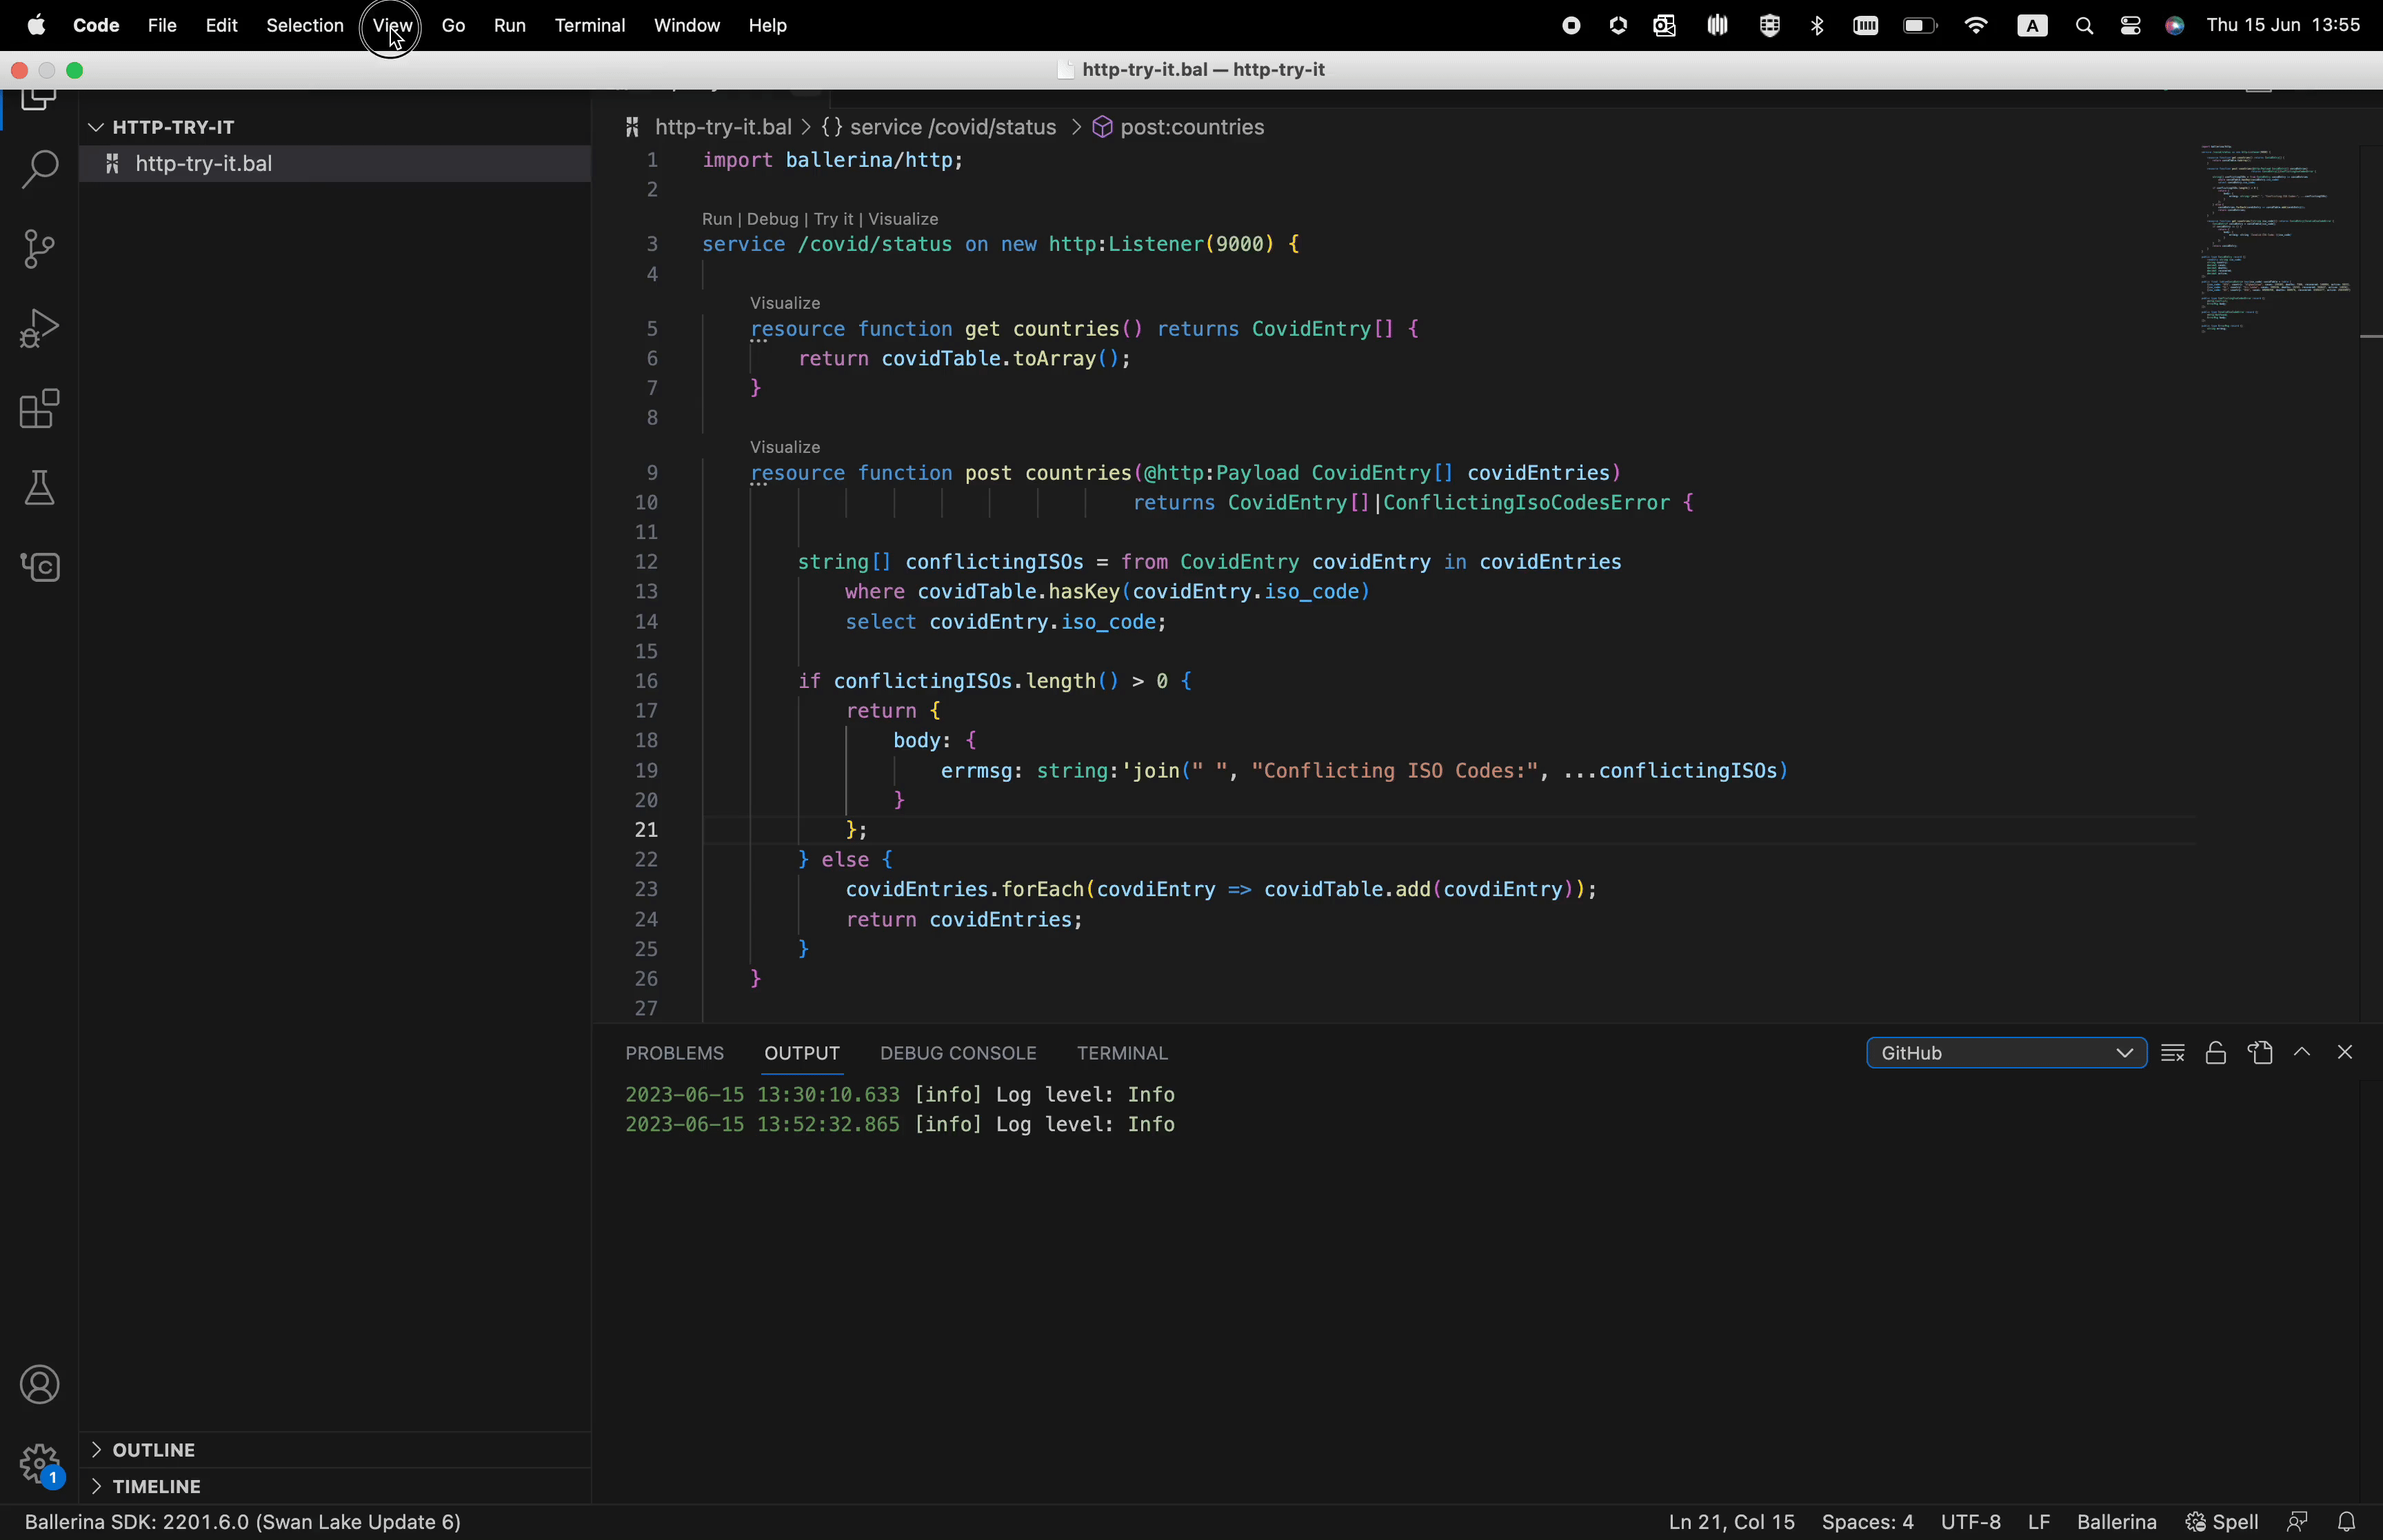 Code File Edit Selection View Go Run Terminal Window Help A Thu 15 Jun 13:55
http-try-it.bal — http-try-it
HTTP-TRY-IT
http-try-it.bal
http-try-it.bal > {} service /covid/status > post:countries
1 import ballerina/http;
2
Run | Debug | Try it | Visualize
3 service /covid/status on new http:Listener(9000) {
4
Visualize
5 resource function get countries() returns CovidEntry[] {
6 return covidTable.toArray();
7 }
8
Visualize
9 resource function post countries(@http:Payload CovidEntry[] covidEntries)
10 returns CovidEntry[]|ConflictingIsoCodesError {
11
12 string[] conflictingISOs = from CovidEntry covidEntry in covidEntries
13 where covidTable.hasKey(covidEntry.iso_code)
14 select covidEntry.iso_code;
15
16 if conflictingISOs.length() > 0 {
17 return {
18 body: {
19 errmsg: string:'join(" ", "Conflicting ISO Codes:", ...conflictingISOs)
20 }
21 };
22 } else {
23 covidEntries.forEach(covdiEntry => covidTable.add(covdiEntry));
24 return covidEntries;
25 }
26 }
27
PROBLEMS OUTPUT DEBUG CONSOLE TERMINAL GitHub
2023-06-15 13:30:10.633 [info] Log level: Info
2023-06-15 13:52:32.865 [info] Log level: Info
OUTLINE
1
TIMELINE
Ballerina SDK: 2201.6.0 (Swan Lake Update 6) Ln 21, Col 15 Spaces: 4 UTF-8 LF Ballerina Spell